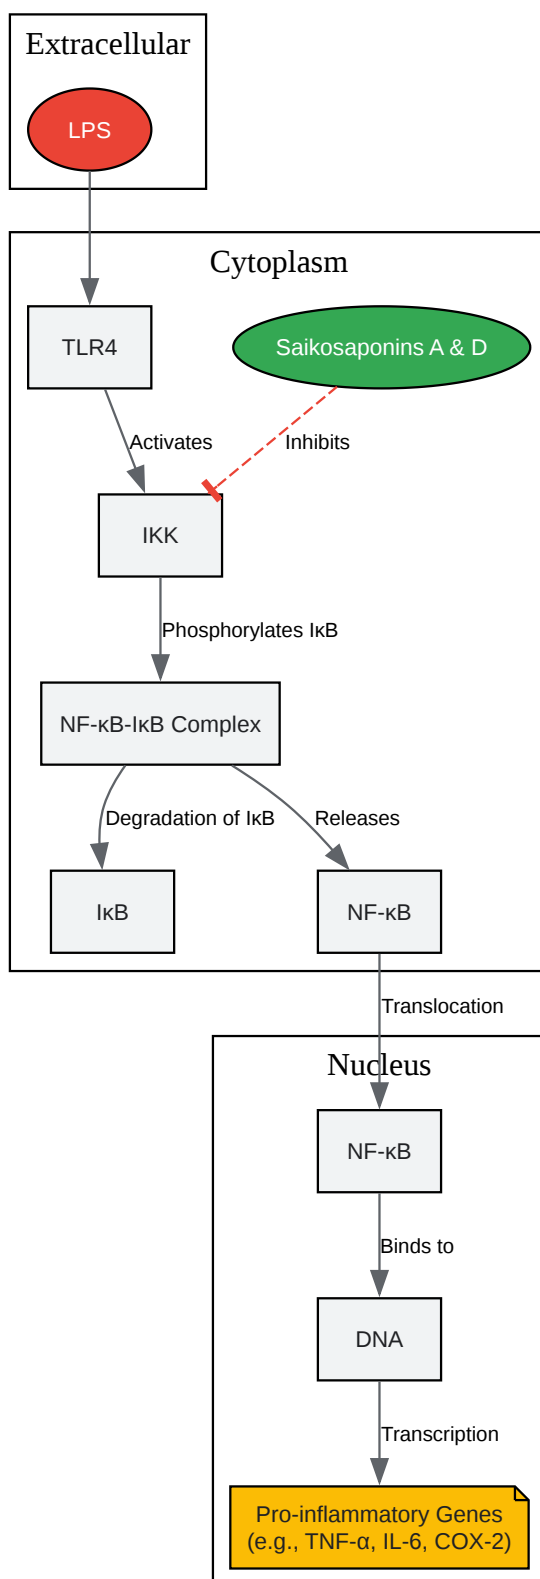 Extracellular
LPS
Cytoplasm
TLR4
Saikosaponins A & D
Activates
Inhibits
IKK
Phosphorylates IκB
NF-κB-IκB Complex
Degradation of IκB
Releases
IκB
NF-κB
Translocation
Nucleus
NF-κB
Binds to
DNA
Transcription
Pro-inflammatory Genes
(e.g., TNF-α, IL-6, COX-2)